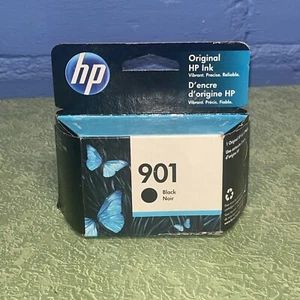 hp
Original
HP Ink
Vibrant. Precise. Reliable.
D'encre
d'origine HP
Vibrant. Précis. Fiable.
901
Black
Noir